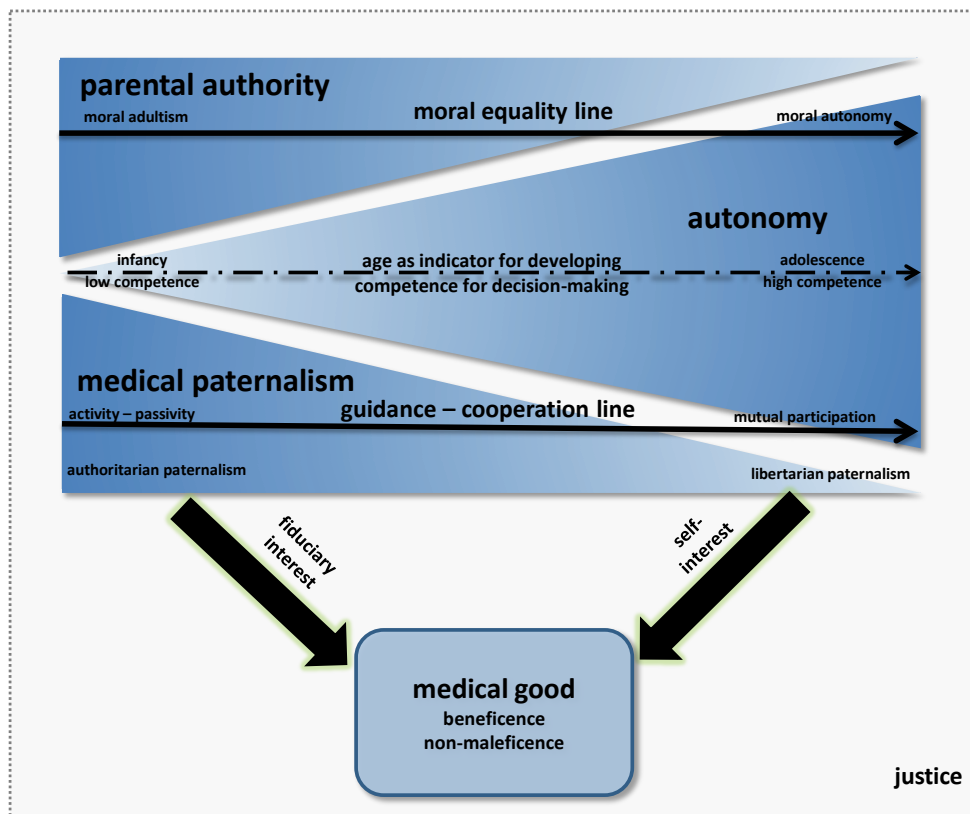 parental authority
moral adultism
moral equality line
moral autonomy
autonomy
infancy
low competence
age as indicator for developing
competence for decision-making
adolescence
high competence
medical paternalism
activity – passivity
guidance – cooperation line
mutual participation
authoritarian paternalism
libertarian paternalism
fiduciary
interest
self-
interest
medical good
beneficence
non-maleficence
justice